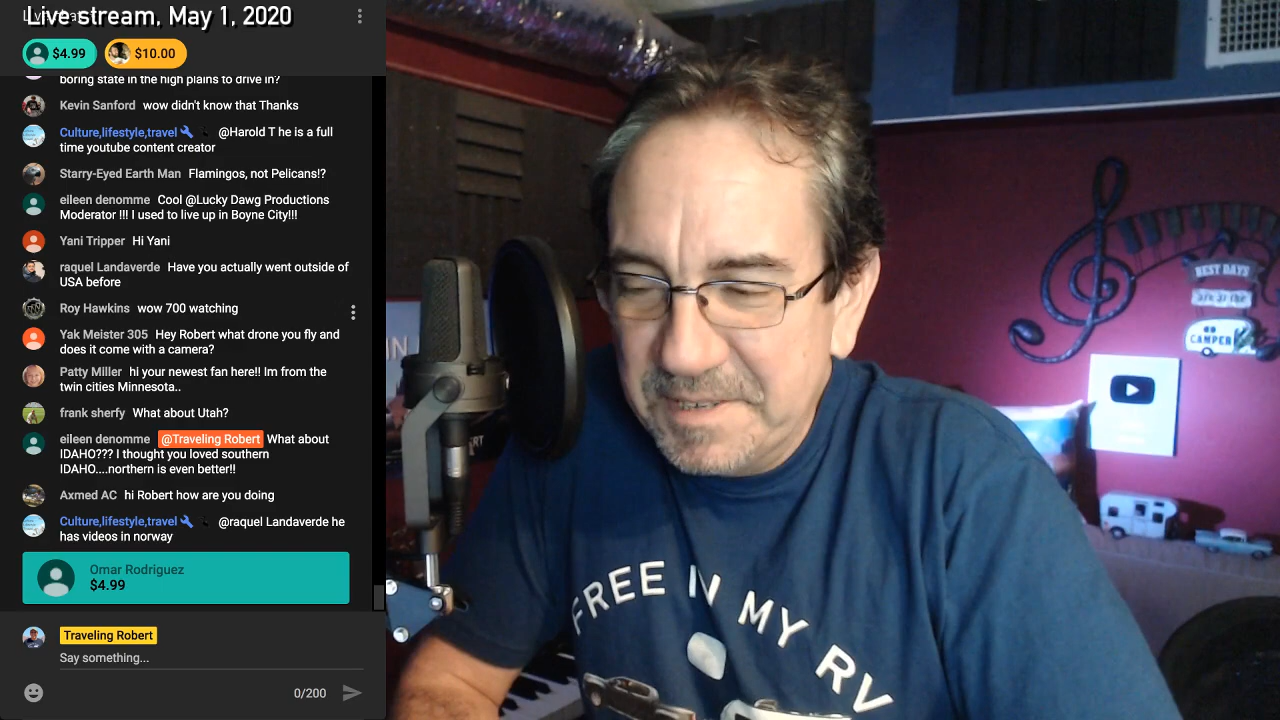 Live stream, May 1, 2020
$4.99 $10.00
boring state in the high plains to drive in?
Kevin Sanford wow didn't know that Thanks
Culture,lifestyle,travel @Harold T he is a full
time youtube content creator
Starry-Eyed Earth Man Flamingos, not Pelicans!?
eileen denomme Cool @Lucky Dawg Productions
Moderator !!! I used to live up in Boyne City!!!
Yani Tripper Hi Yani
raquel Landaverde Have you actually went outside of
USA before
Roy Hawkins wow 700 watching
Yak Meister 305 Hey Robert what drone you fly and
does it come with a camera?
Patty Miller hi your newest fan here!! Im from the
twin cities Minnesota..
frank sherfy What about Utah?
eileen denomme @Traveling Robert What about
IDAHO??? I thought you loved southern
IDAHO....northern is even better!!
Axmed AC hi Robert how are you doing
Culture,lifestyle,travel @raquel Landaverde he
has videos in norway
Omar Rodriguez
$4.99
Traveling Robert
Say something...
0/200
BEST DAYS
CAMPER
FREE IN MY RV